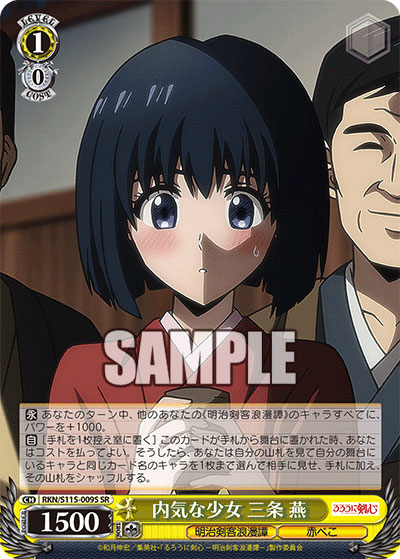 LEVEL
1
0
COST
SAMPLE
永 あなたのターン中、他のあなたの《明治剣客浪漫譚》のキャラすべてに、
パワーを+1000。
自 [手札を1枚控え室に置く] このカードが手札から舞台に置かれた時、あなたは
コストを払ってよい。そうしたら、あなたは自分の山札を見て自分の舞台に
いるキャラと同じカード名のキャラを1枚まで選んで相手に見せ、手札に加え、
その山札をシャッフルする。
CH RKN/S115-009S SR
1500
内気な少女 三条 燕
るろうに剣心
明治剣客浪漫譚
赤べこ
©和月伸宏/集英社・「るろうに剣心 −明治剣客浪漫譚−」製作委員会